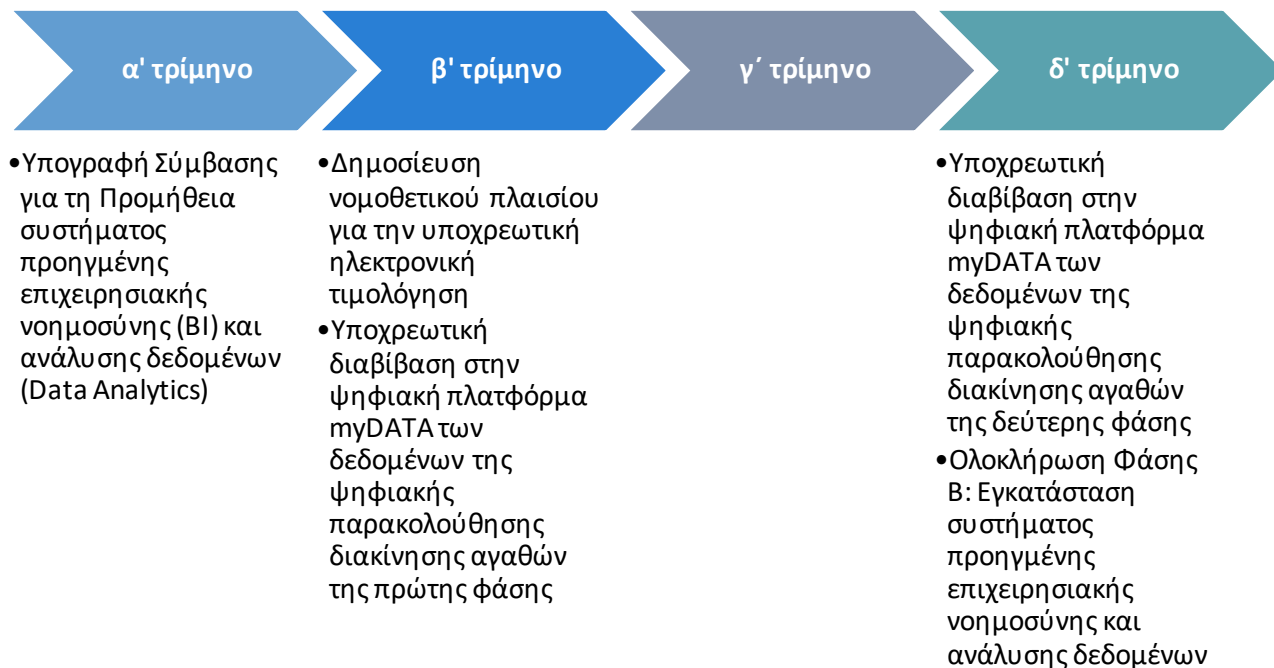 α' τρίμηνο
β' τρίμηνο
γ΄ τρίμηνο
δ' τρίμηνο
•Υπογραφή Σύμβασης
για τη Προμήθεια
συστήματος
προηγμένης
επιχειρησιακής
νοημοσύνης (BI) και
ανάλυσης δεδομένων
(Data Analytics)
•Δημοσίευση
νομοθετικού πλαισίου
για την υποχρεωτική
ηλεκτρονική
τιμολόγηση
•Υποχρεωτική
διαβίβαση στην
ψηφιακή πλατφόρμα
myDATA των
δεδομένων της
ψηφιακής
παρακολούθησης
διακίνησης αγαθών
της πρώτης φάσης
•Υποχρεωτική
διαβίβαση στην
ψηφιακή πλατφόρμα
myDATA των
δεδομένων της
ψηφιακής
παρακολούθησης
διακίνησης αγαθών
της δεύτερης φάσης
•Ολοκλήρωση Φάσης
Β: Εγκατάσταση
συστήματος
προηγμένης
επιχειρησιακής
νοημοσύνης και
ανάλυσης δεδομένων